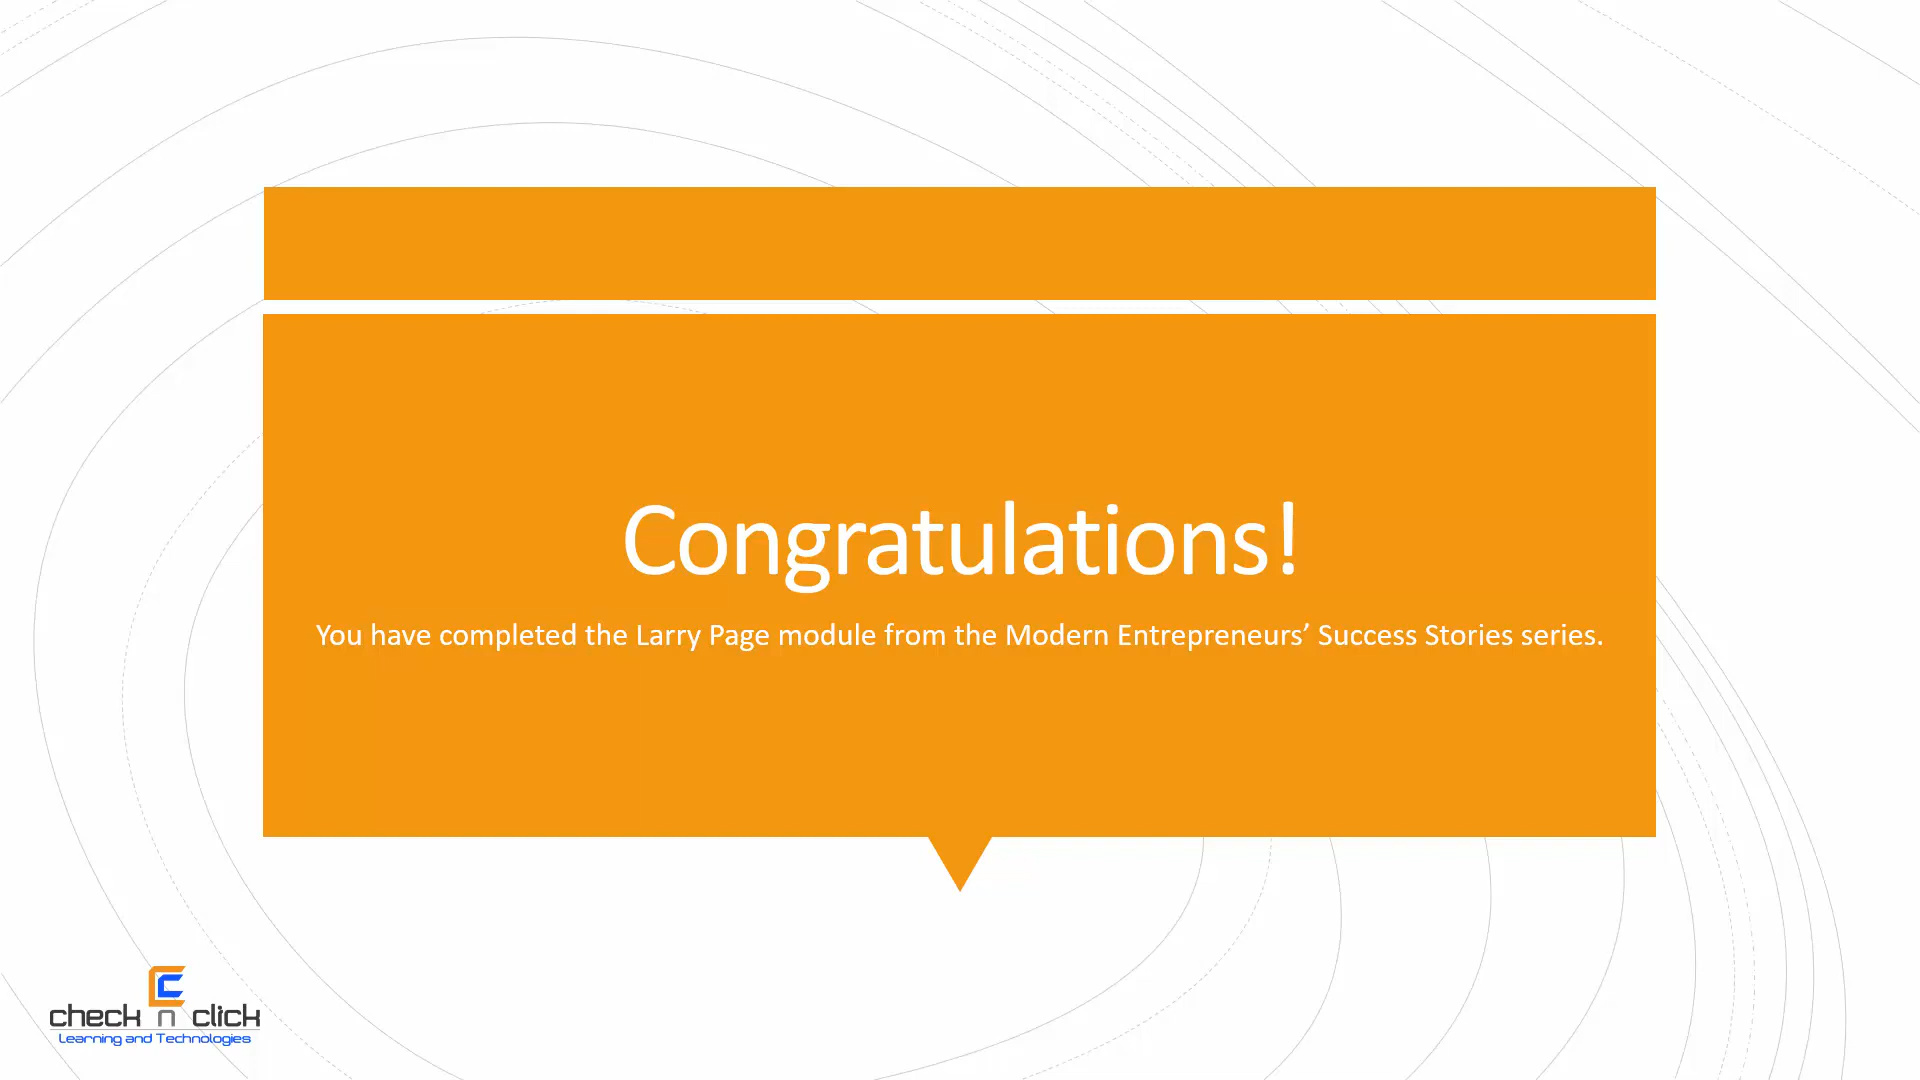 Congratulations!
You have completed the Larry Page module from the Modern Entrepreneurs’ Success Stories series.
check n click
Learning and Technologies